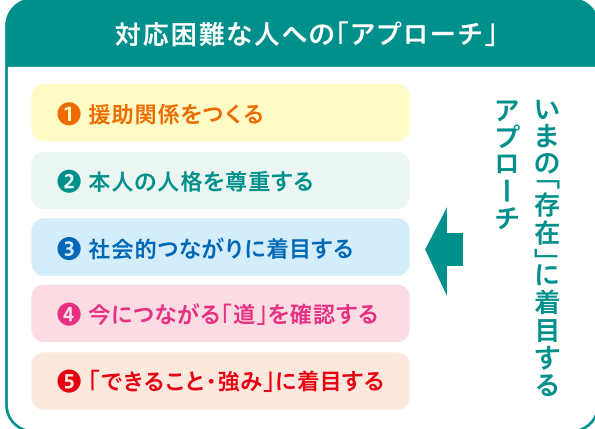 対応困難な人への「アプローチ」
❶ 援助関係をつくる
❷ 本人の人格を尊重する
❸ 社会的つながりに着目する
❹ 今につながる「道」を確認する
❺ 「できること・強み」に着目する
いまの「存在」に着目する
アプローチ